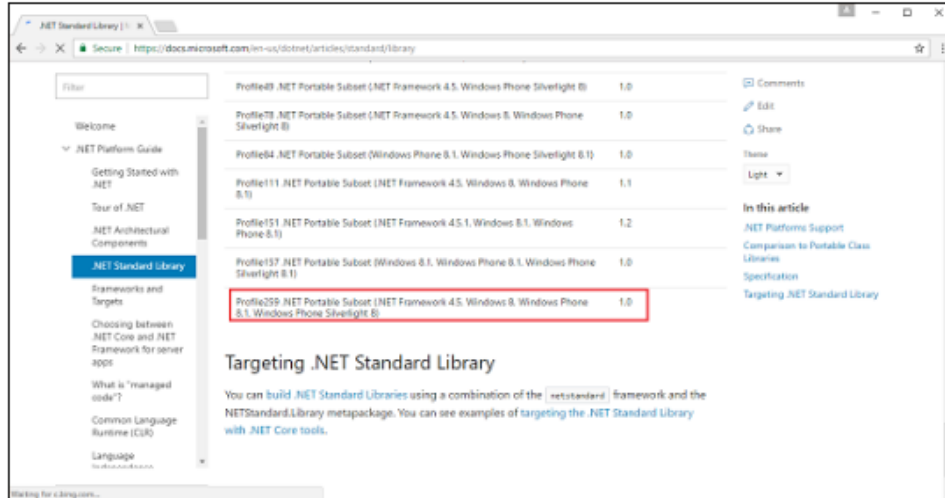 .NET Standard Library |
Secure | https://docs.microsoft.com/en-us/dotnet/articles/standard/library
Filter
Welcome
.NET Platform Guide
Getting Started with
.NET
Tour of .NET
.NET Architectural
Components
.NET Standard Library
Frameworks and
Targets
Choosing between
.NET Core and .NET
Framework for server
apps
What is "managed
code"?
Common Language
Runtime (CLR)
Language
Profile49 .NET Portable Subset (.NET Framework 4.5, Windows Phone Silverlight 8) 1.0
Profile78 .NET Portable Subset (.NET Framework 4.5, Windows 8, Windows Phone 1.0
Silverlight 8)
Profile84 .NET Portable Subset (Windows Phone 8.1, Windows Phone Silverlight 8.1) 1.0
Profile111 .NET Portable Subset (.NET Framework 4.5, Windows 8, Windows Phone 1.1
8.1)
Profile151 .NET Portable Subset (.NET Framework 4.5.1, Windows 8.1, Windows 1.2
Phone 8.1)
Profile157 .NET Portable Subset (Windows 8.1, Windows Phone 8.1, Windows Phone 1.0
Silverlight 8.1)
Profile259 .NET Portable Subset (.NET Framework 4.5, Windows 8, Windows Phone 1.0
8.1, Windows Phone Silverlight 8)
Targeting .NET Standard Library
You can build .NET Standard Libraries using a combination of the netstandard framework and the
NETStandard.Library metapackage. You can see examples of targeting the .NET Standard Library
with .NET Core tools.
Comments
Edit
Share
Theme
Light
In this article
.NET Platforms Support
Comparison to Portable Class
Libraries
Specification
Targeting .NET Standard Library
Waiting for c.bing.com...